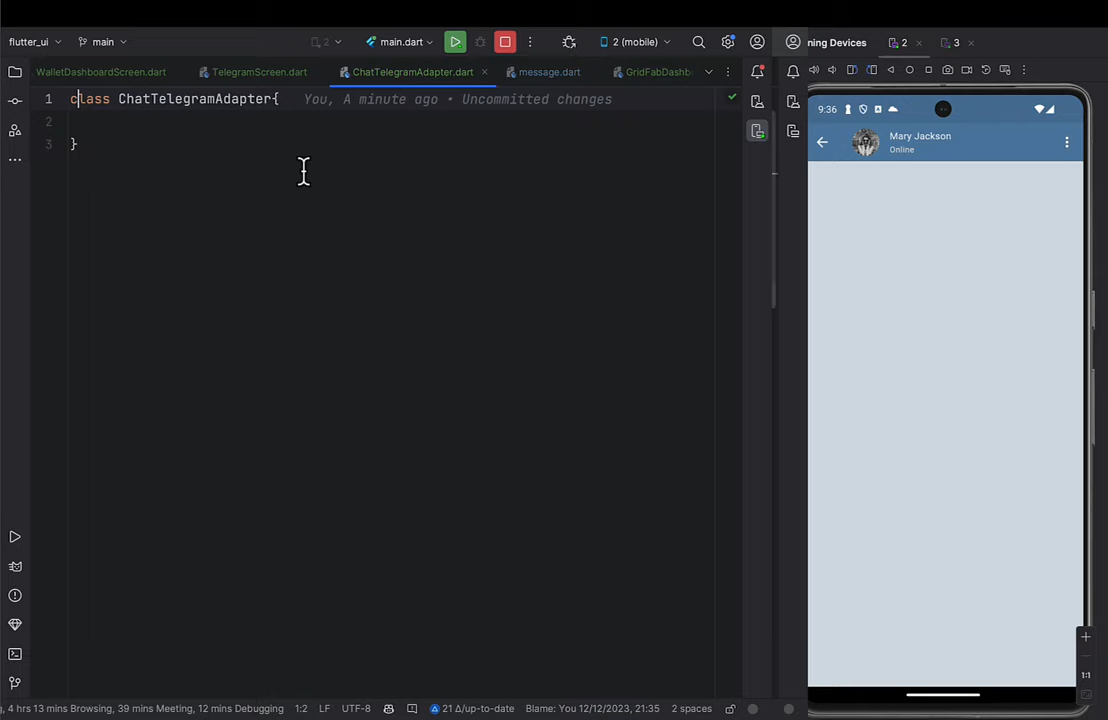 flutter_ui
main
2
main.dart
2 (mobile)
ning Devices
2
3
WalletDashboardScreen.dart
TelegramScreen.dart
ChatTelegramAdapter.dart
message.dart
GridFabDashb
1 class ChatTelegramAdapter{ You, A minute ago • Uncommitted changes
2
3 }
9:36
Mary Jackson
Online
1:1
, 4 hrs 13 mins Browsing, 39 mins Meeting, 12 mins Debugging
1:2
LF
UTF-8
21 Δ/up-to-date
Blame: You 12/12/2023, 21:35
2 spaces